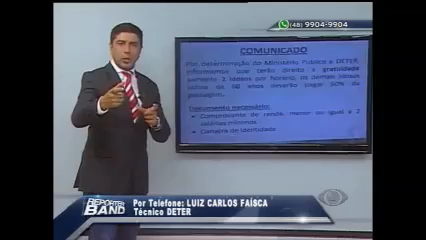 (48) 9904-9904
COMUNICADO
Por determinação do Ministério Público e DETER,
informamos que terão direito a gratuidade
somente 2 idosos por horário, os demais idosos
acima de 60 anos deverão pagar 50% da
passagem.
Documento necessário:
Comprovante de renda menor ou igual a 2
salários mínimos
Carteira de Identidade
REPÓRTER
BAND
Por Telefone: LUIZ CARLOS FAÍSCA
Técnico DETER